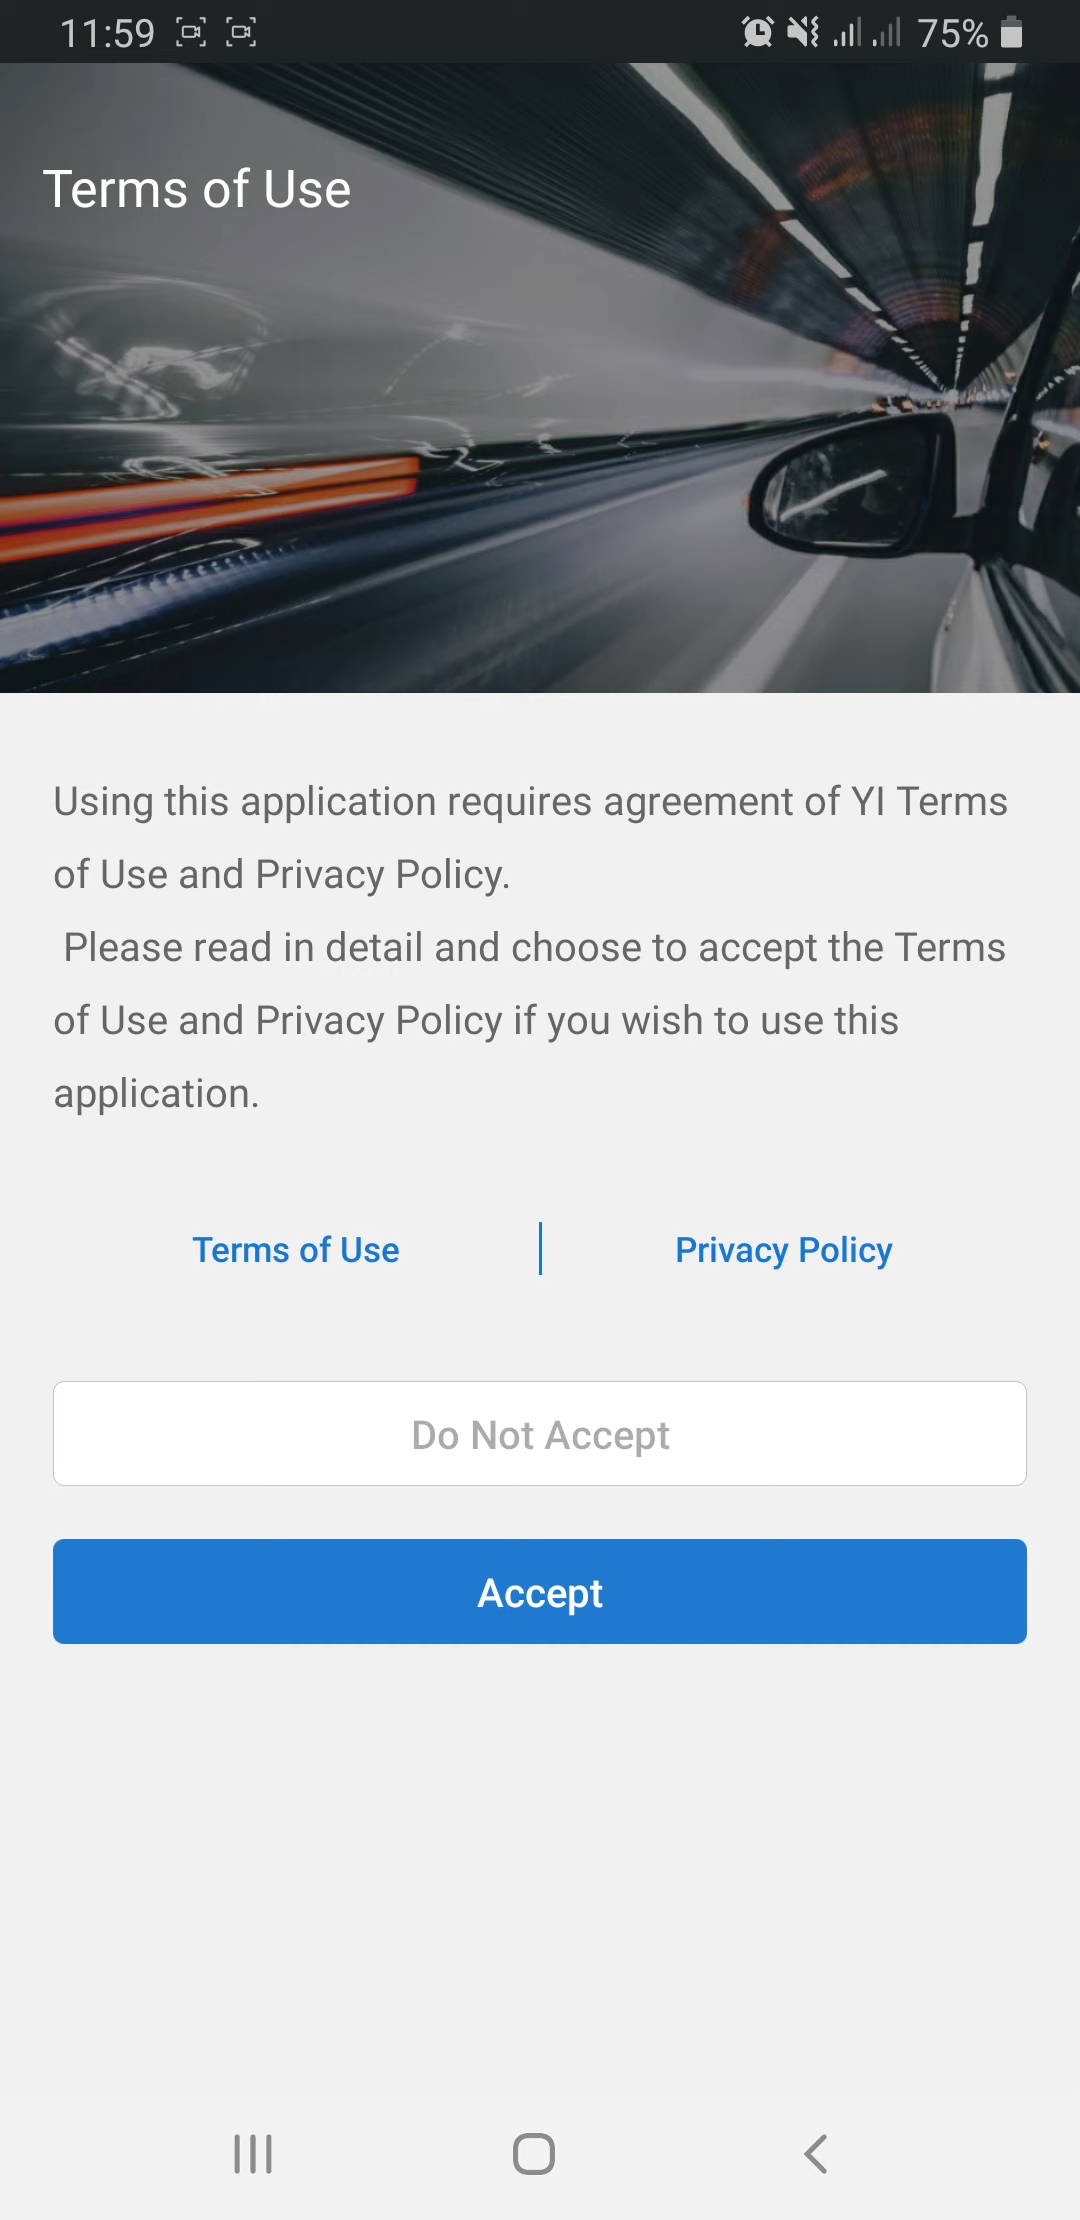 11:59 75%
Terms of Use
Using this application requires agreement of YI Terms
of Use and Privacy Policy.
Please read in detail and choose to accept the Terms
of Use and Privacy Policy if you wish to use this
application.
Terms of Use Privacy Policy
Do Not Accept
Accept